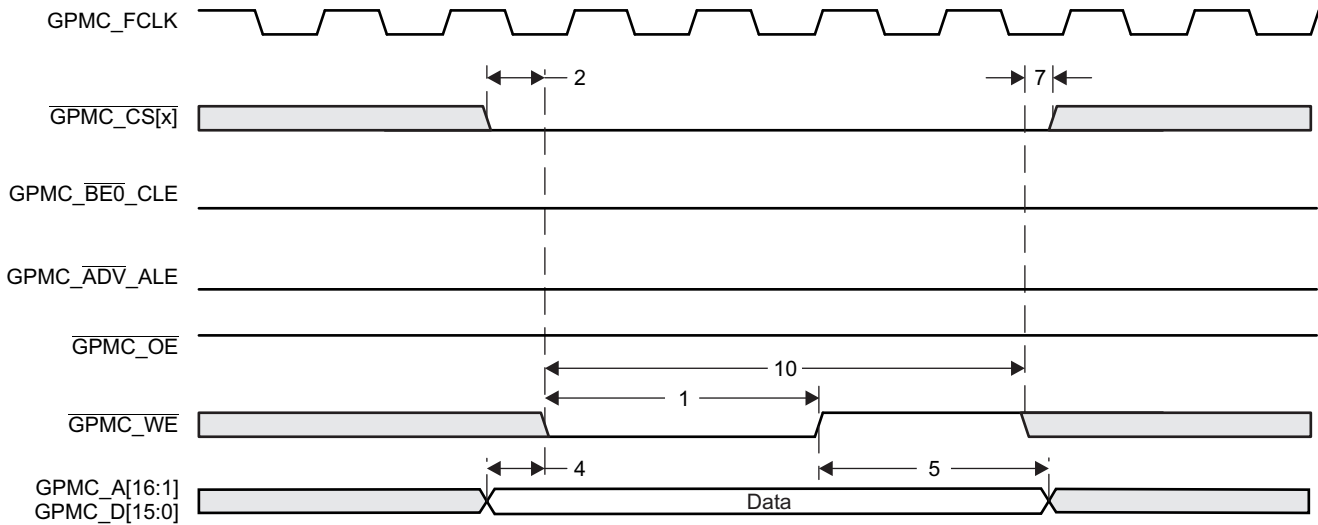 GPMC_FCLK
2
7
GPMC_CS[x]
GPMC_BE0_CLE
GPMC_ADV_ALE
GPMC_OE
10
1
GPMC_WE
4
5
GPMC_A[16:1]
GPMC_D[15:0]
Data